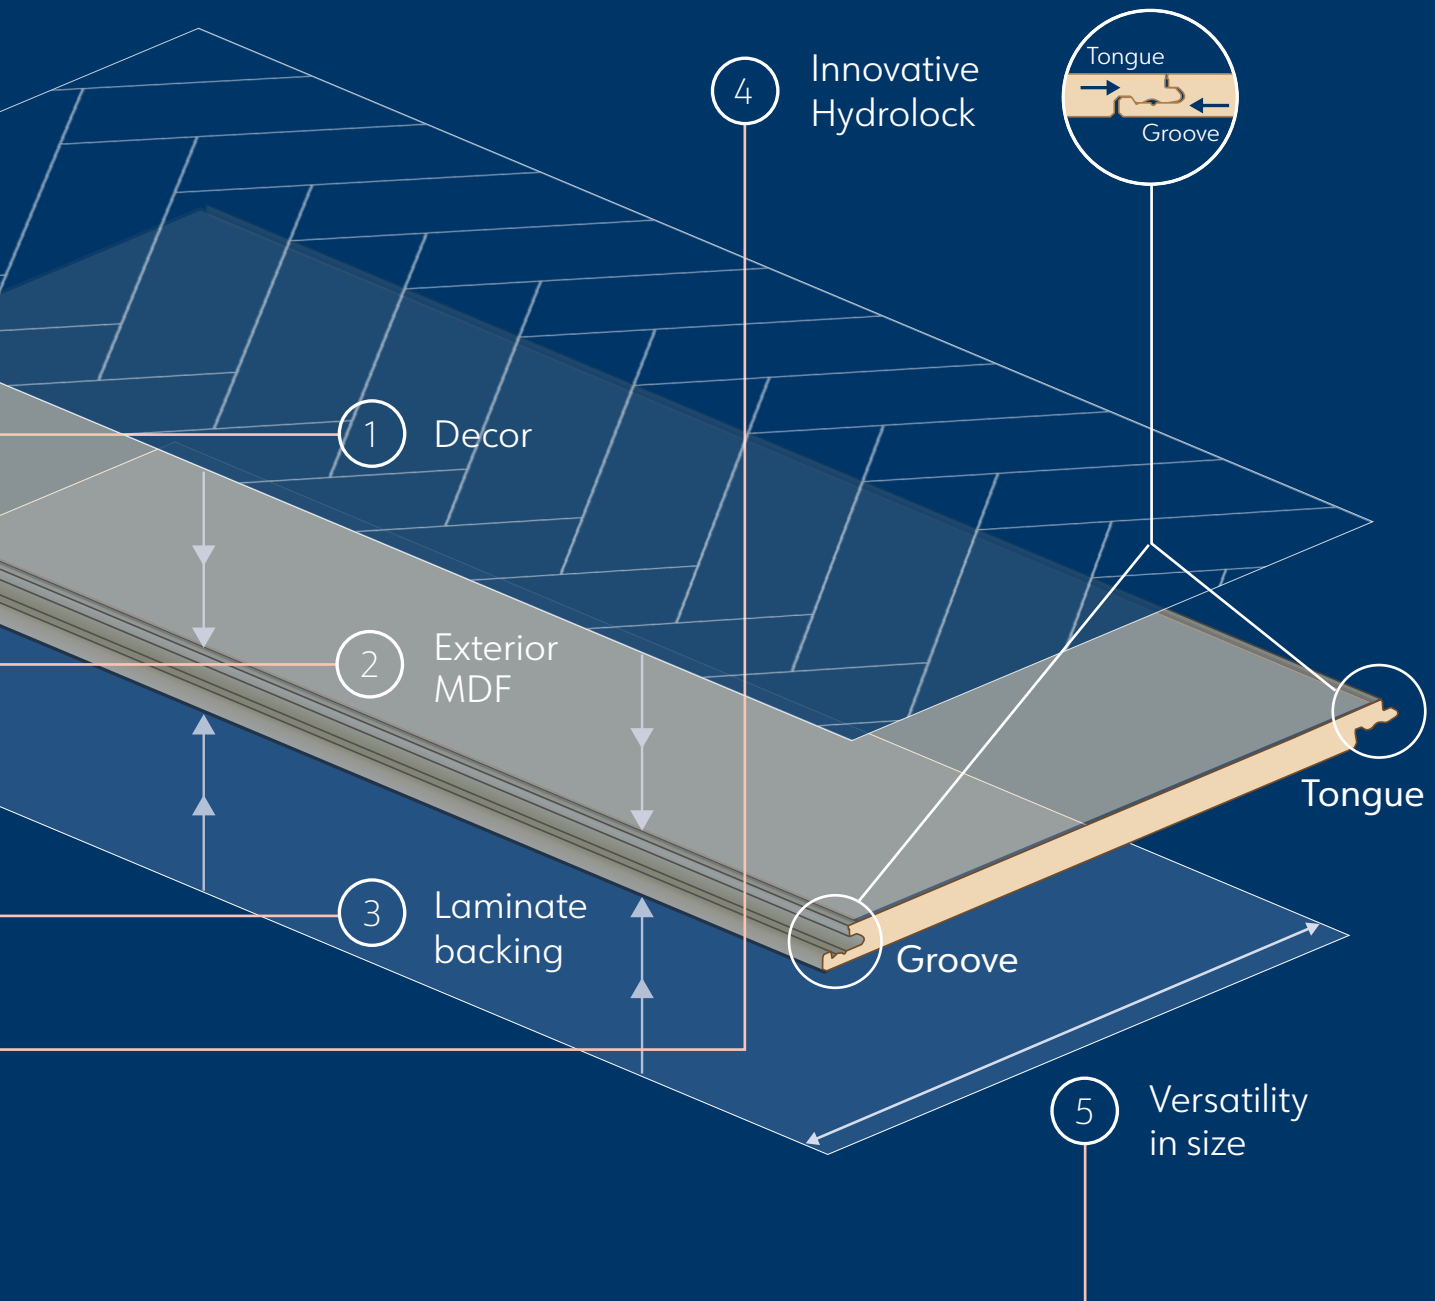 4
Innovative
Hydrolock
Tongue
Groove
1
Decor
2
Exterior
MDF
Tongue
3
Laminate
backing
Groove
5
Versatility
in size